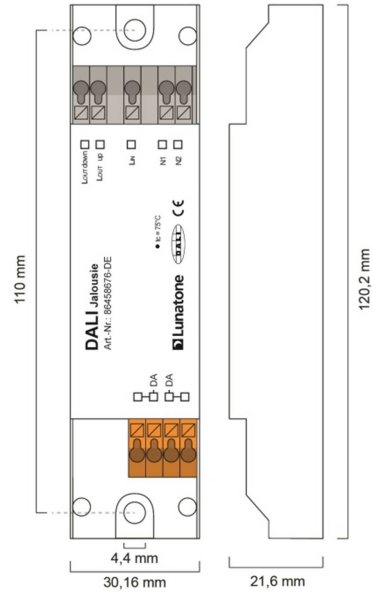 LOUT down
LOUT up
LIN
N1
N2
tc = 75°C
DALI
CE
DALI Jalousie
Art.-Nr.: 86458676-DE
Lunatone
DA
DA
110 mm
120,2 mm
4,4 mm
30,16 mm
21,6 mm